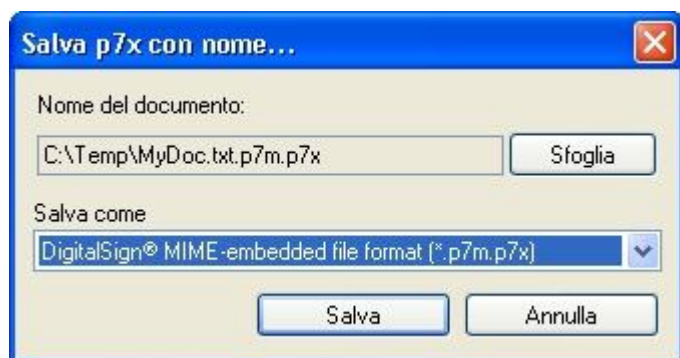 Salva p7x con nome...
Nome del documento:
C:\Temp\MyDoc.txt.p7m.p7x
Sfoglia
Salva come
DigitalSign® MIME-embedded file format (*.p7m.p7x)
Salva
Annulla